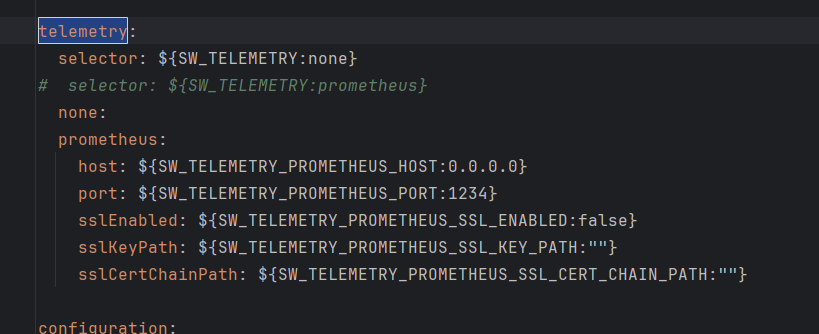 telemetry:
  selector: ${SW_TELEMETRY:none}
#  selector: ${SW_TELEMETRY:prometheus}
  none:
  prometheus:
    host: ${SW_TELEMETRY_PROMETHEUS_HOST:0.0.0.0}
    port: ${SW_TELEMETRY_PROMETHEUS_PORT:1234}
    sslEnabled: ${SW_TELEMETRY_PROMETHEUS_SSL_ENABLED:false}
    sslKeyPath: ${SW_TELEMETRY_PROMETHEUS_SSL_KEY_PATH:""}
    sslCertChainPath: ${SW_TELEMETRY_PROMETHEUS_SSL_CERT_CHAIN_PATH:""}
configuration: